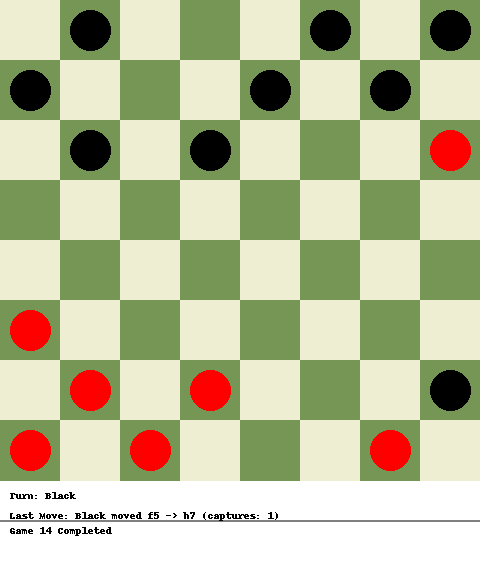 Turn: Black
Last Move: Black moved f5 -> h7 (captures: 1)
Game 14 Completed